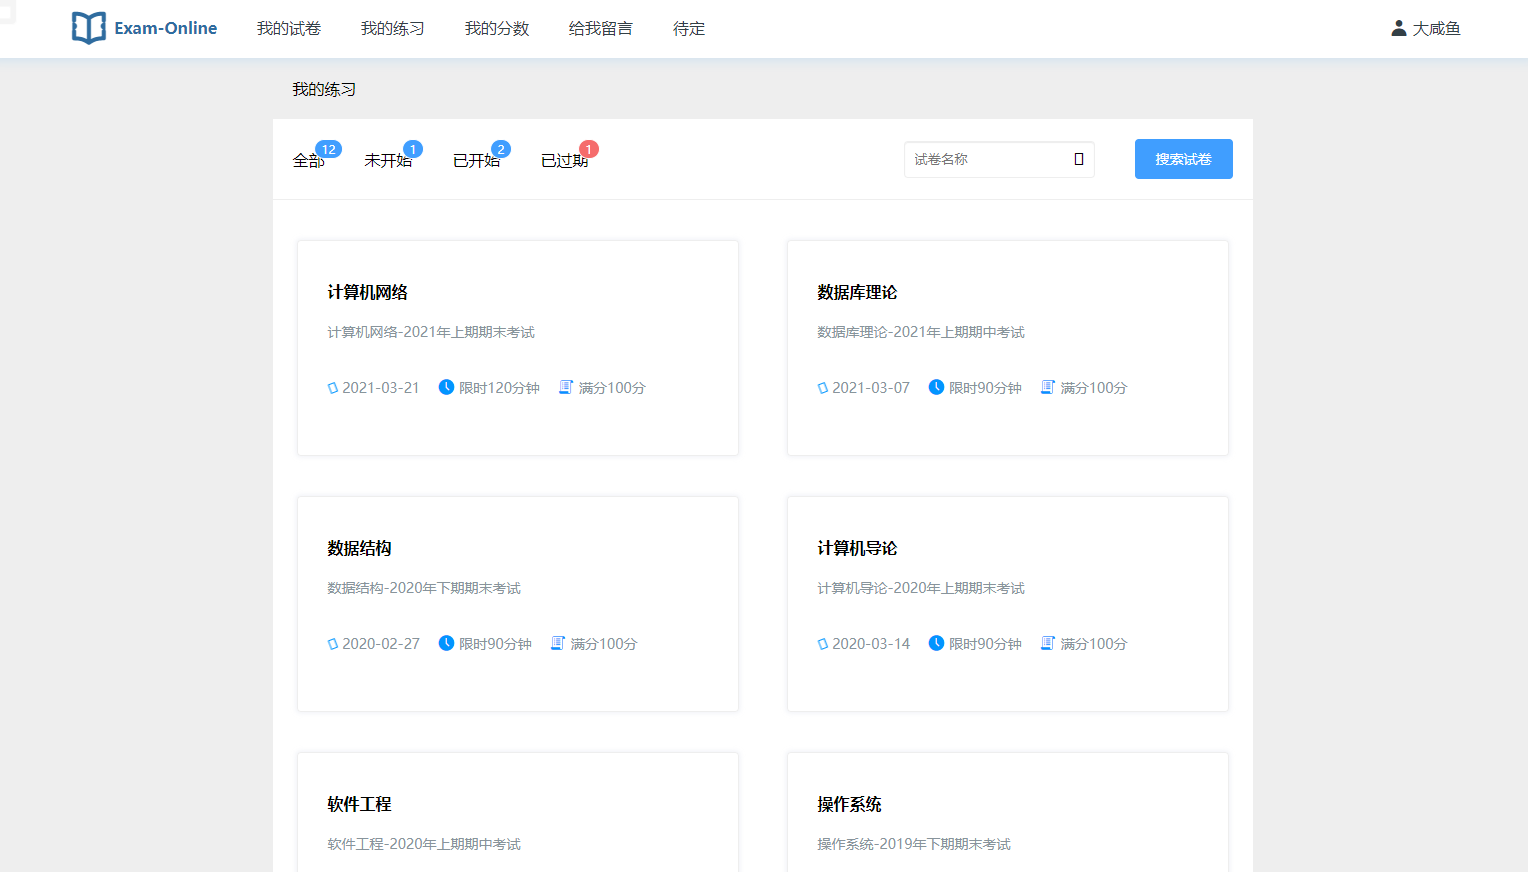 Exam-Online 我的试卷 我的练习 我的分数 给我留言 待定 大咸鱼
我的练习
全部 12 未开始 1 已开始 2 已过期 1 试卷名称 搜索试卷
计算机网络
计算机网络-2021年上期期末考试
2021-03-21 限时120分钟 满分100分
数据库理论
数据库理论-2021年上期期中考试
2021-03-07 限时90分钟 满分100分
数据结构
数据结构-2020年下期期末考试
2020-02-27 限时90分钟 满分100分
计算机导论
计算机导论-2020年上期期末考试
2020-03-14 限时90分钟 满分100分
软件工程
软件工程-2020年上期期中考试
操作系统
操作系统-2019年下期期末考试